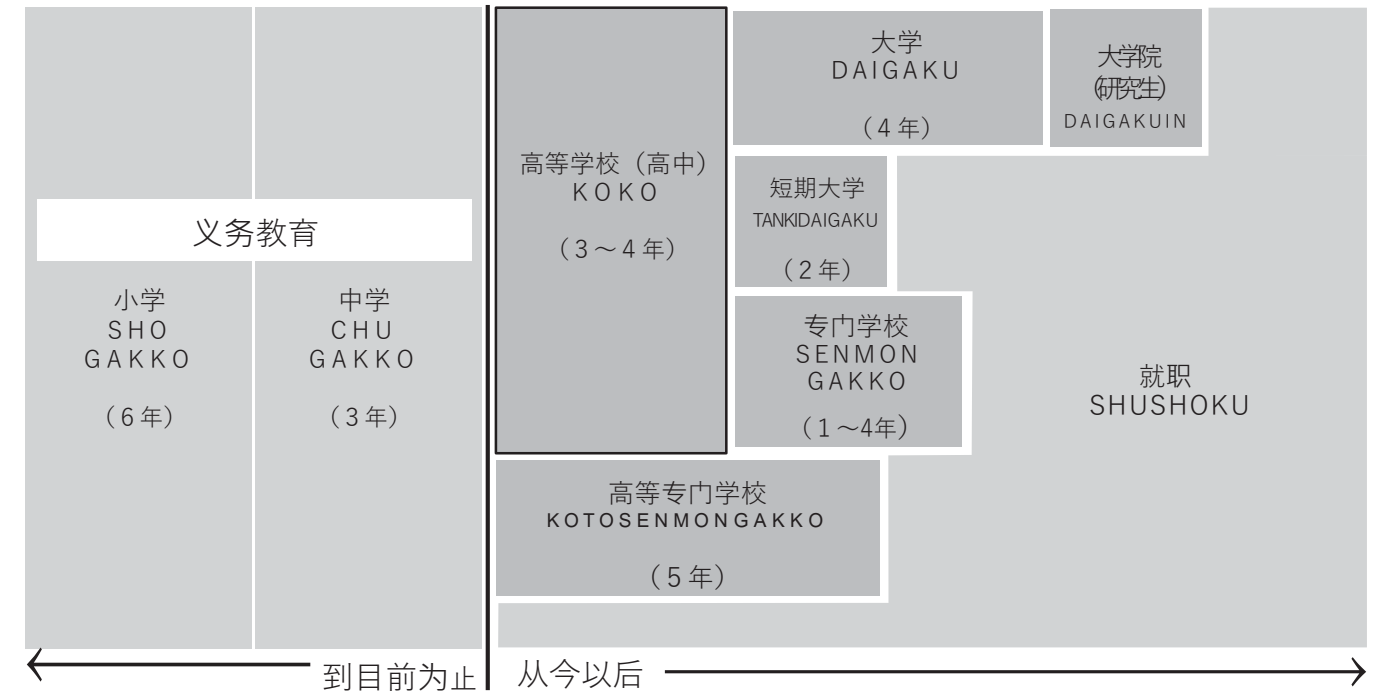 义务教育
小学
SHO
GAKKO
（6年）
中学
CHU
GAKKO
（3年）
高等学校（高中）
KOKO
（3～4年）
大学
DAIGAKU
（4年）
大学院
(研究生)
DAIGAKUIN
短期大学
TANKIDAIGAKU
（2年）
专门学校
SENMON
GAKKO
（1～4年）
高等专门学校
KOTOSENMONGAKKO
（5年）
就职
SHUSHOKU
到目前为止
从今以后